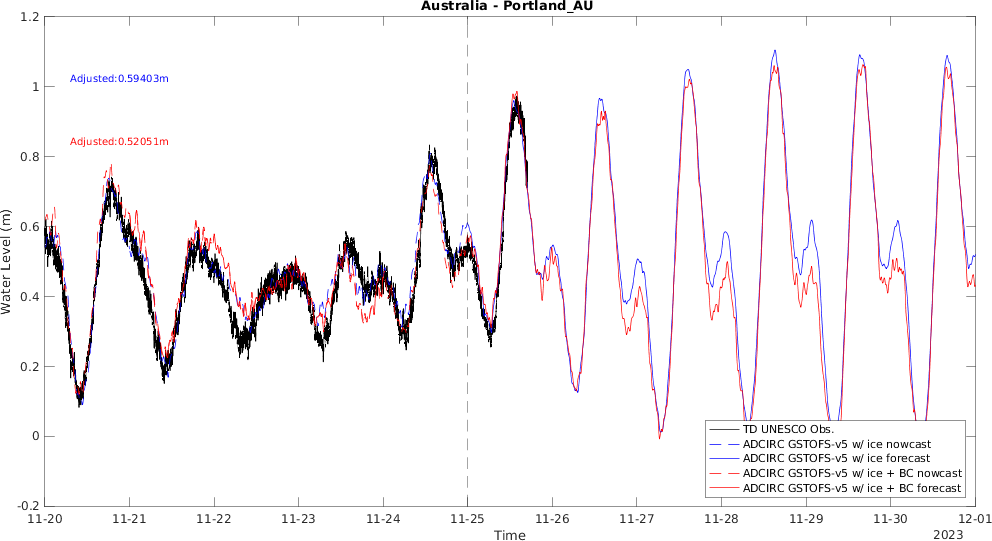 Australia - Portland_AU
Adjusted:0.59403m
Adjusted:0.52051m
Water Level (m)
1.2
1
0.8
0.6
0.4
0.2
0
-0.2
TD UNESCO Obs.
ADCIRC GSTOFS-v5 w/ ice nowcast
ADCIRC GSTOFS-v5 w/ ice forecast
ADCIRC GSTOFS-v5 w/ ice + BC nowcast
ADCIRC GSTOFS-v5 w/ ice + BC forecast
11-20 11-21 11-22 11-23 11-24 11-25 11-26 11-27 11-28 11-29 11-30 12-01
Time
2023